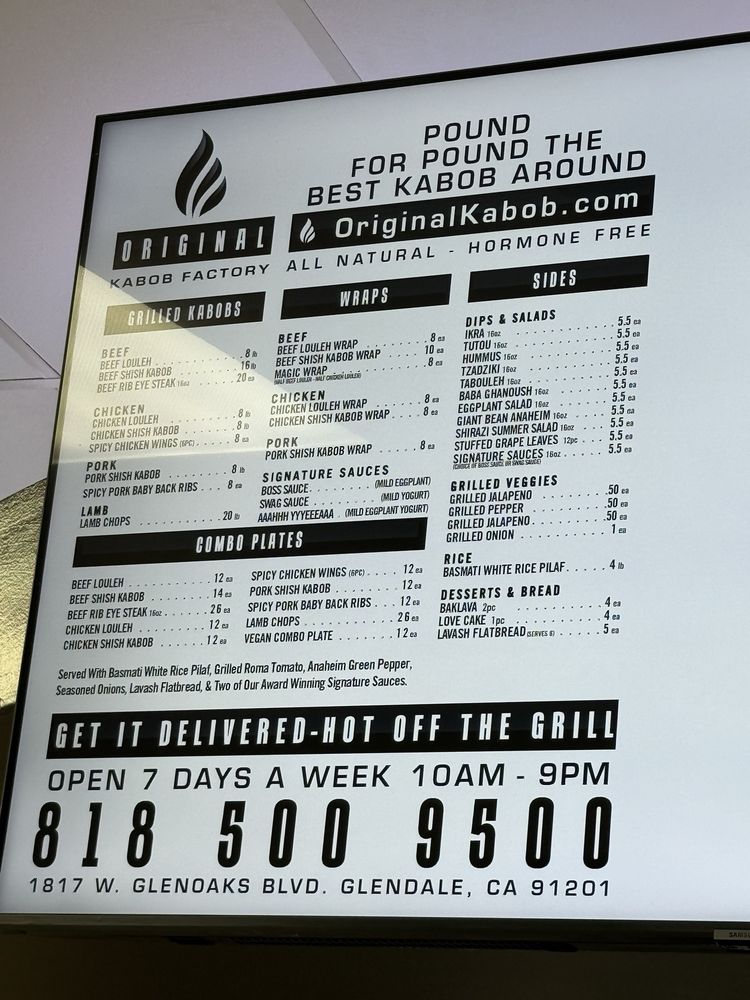 POUND
FOR POUND THE
BEST KABOB AROUND
ORIGINAL
KABOB FACTORY
OriginalKabob.com
ALL NATURAL - HORMONE FREE
GRILLED KABOBS
BEEF
BEEF LOULEH . . . . . . . . . . 8 lb
BEEF SHISH KABOB . . . . . . . 16 lb
BEEF RIB EYE STEAK 16oz . . . . . 20 ea
CHICKEN
CHICKEN LOULEH . . . . . . . . . 8 lb
CHICKEN SHISH KABOB . . . . . . 8 lb
SPICY CHICKEN WINGS (6PC) . . . . 8 ea
PORK
PORK SHISH KABOB . . . . . . . . 8 lb
SPICY PORK BABY BACK RIBS . . . 8 ea
LAMB
LAMB CHOPS . . . . . . . . . . . 20 lb
WRAPS
BEEF
BEEF LOULEH WRAP . . . . . . . . 8 ea
BEEF SHISH KABOB WRAP . . . . . 10 ea
MAGIC WRAP . . . . . . . . . . . 8 ea
(HALF BEEF LOULEH - HALF CHICKEN LOULEH)
CHICKEN
CHICKEN LOULEH WRAP . . . . . . 8 ea
CHICKEN SHISH KABOB WRAP . . . 8 ea
PORK
PORK SHISH KABOB WRAP . . . . . 8 ea
SIGNATURE SAUCES
BOSS SAUCE . . . . . . . . . (MILD EGGPLANT)
SWAG SAUCE . . . . . . . . . (MILD YOGURT)
AAAHHH YYYEEEAAA . (MILD EGGPLANT YOGURT)
SIDES
DIPS & SALADS
IKRA 16oz . . . . . . . . . . . 5.5 ea
TUTOU 16oz . . . . . . . . . . . 5.5 ea
HUMMUS 16oz . . . . . . . . . . 5.5 ea
TZADZIKI 16oz . . . . . . . . . 5.5 ea
TABOULEH 16oz . . . . . . . . . 5.5 ea
BABA GHANOUSH 16oz . . . . . . . 5.5 ea
EGGPLANT SALAD 16oz . . . . . . 5.5 ea
GIANT BEAN ANAHEIM 16oz . . . . 5.5 ea
SHIRAZI SUMMER SALAD 16oz . . . 5.5 ea
STUFFED GRAPE LEAVES 12pc . . . 5.5 ea
SIGNATURE SAUCES 16oz . . . . . 5.5 ea
(CHOICE OF BOSS SAUCE OR SWAG SAUCE)
GRILLED VEGGIES
GRILLED JALAPENO . . . . . . . .50 ea
GRILLED PEPPER . . . . . . . . .50 ea
GRILLED JALAPENO . . . . . . . .50 ea
GRILLED ONION . . . . . . . . . 1 ea
RICE
BASMATI WHITE RICE PILAF . . . . . 4 lb
DESSERTS & BREAD
BAKLAVA 2pc . . . . . . . . . . 4 ea
LOVE CAKE 1pc . . . . . . . . . 4 ea
LAVASH FLATBREAD (SERVES 6) . . . . 5 ea
COMBO PLATES
BEEF LOULEH . . . . . . . . . . 12 ea
BEEF SHISH KABOB . . . . . . . . 14 ea
BEEF RIB EYE STEAK 16oz . . . . . 26 ea
CHICKEN LOULEH . . . . . . . . . 12 ea
CHICKEN SHISH KABOB . . . . . . 12 ea
SPICY CHICKEN WINGS (6PC) . . . . 12 ea
PORK SHISH KABOB . . . . . . . . 12 ea
SPICY PORK BABY BACK RIBS . . . 12 ea
LAMB CHOPS . . . . . . . . . . . 26 ea
VEGAN COMBO PLATE . . . . . . . 12 ea
Served With Basmati White Rice Pilaf, Grilled Roma Tomato, Anaheim Green Pepper,
Seasoned Onions, Lavash Flatbread, & Two of Our Award Winning Signature Sauces.
GET IT DELIVERED-HOT OFF THE GRILL
OPEN 7 DAYS A WEEK 10AM - 9PM
818 500 9500
1817 W. GLENOAKS BLVD. GLENDALE, CA 91201